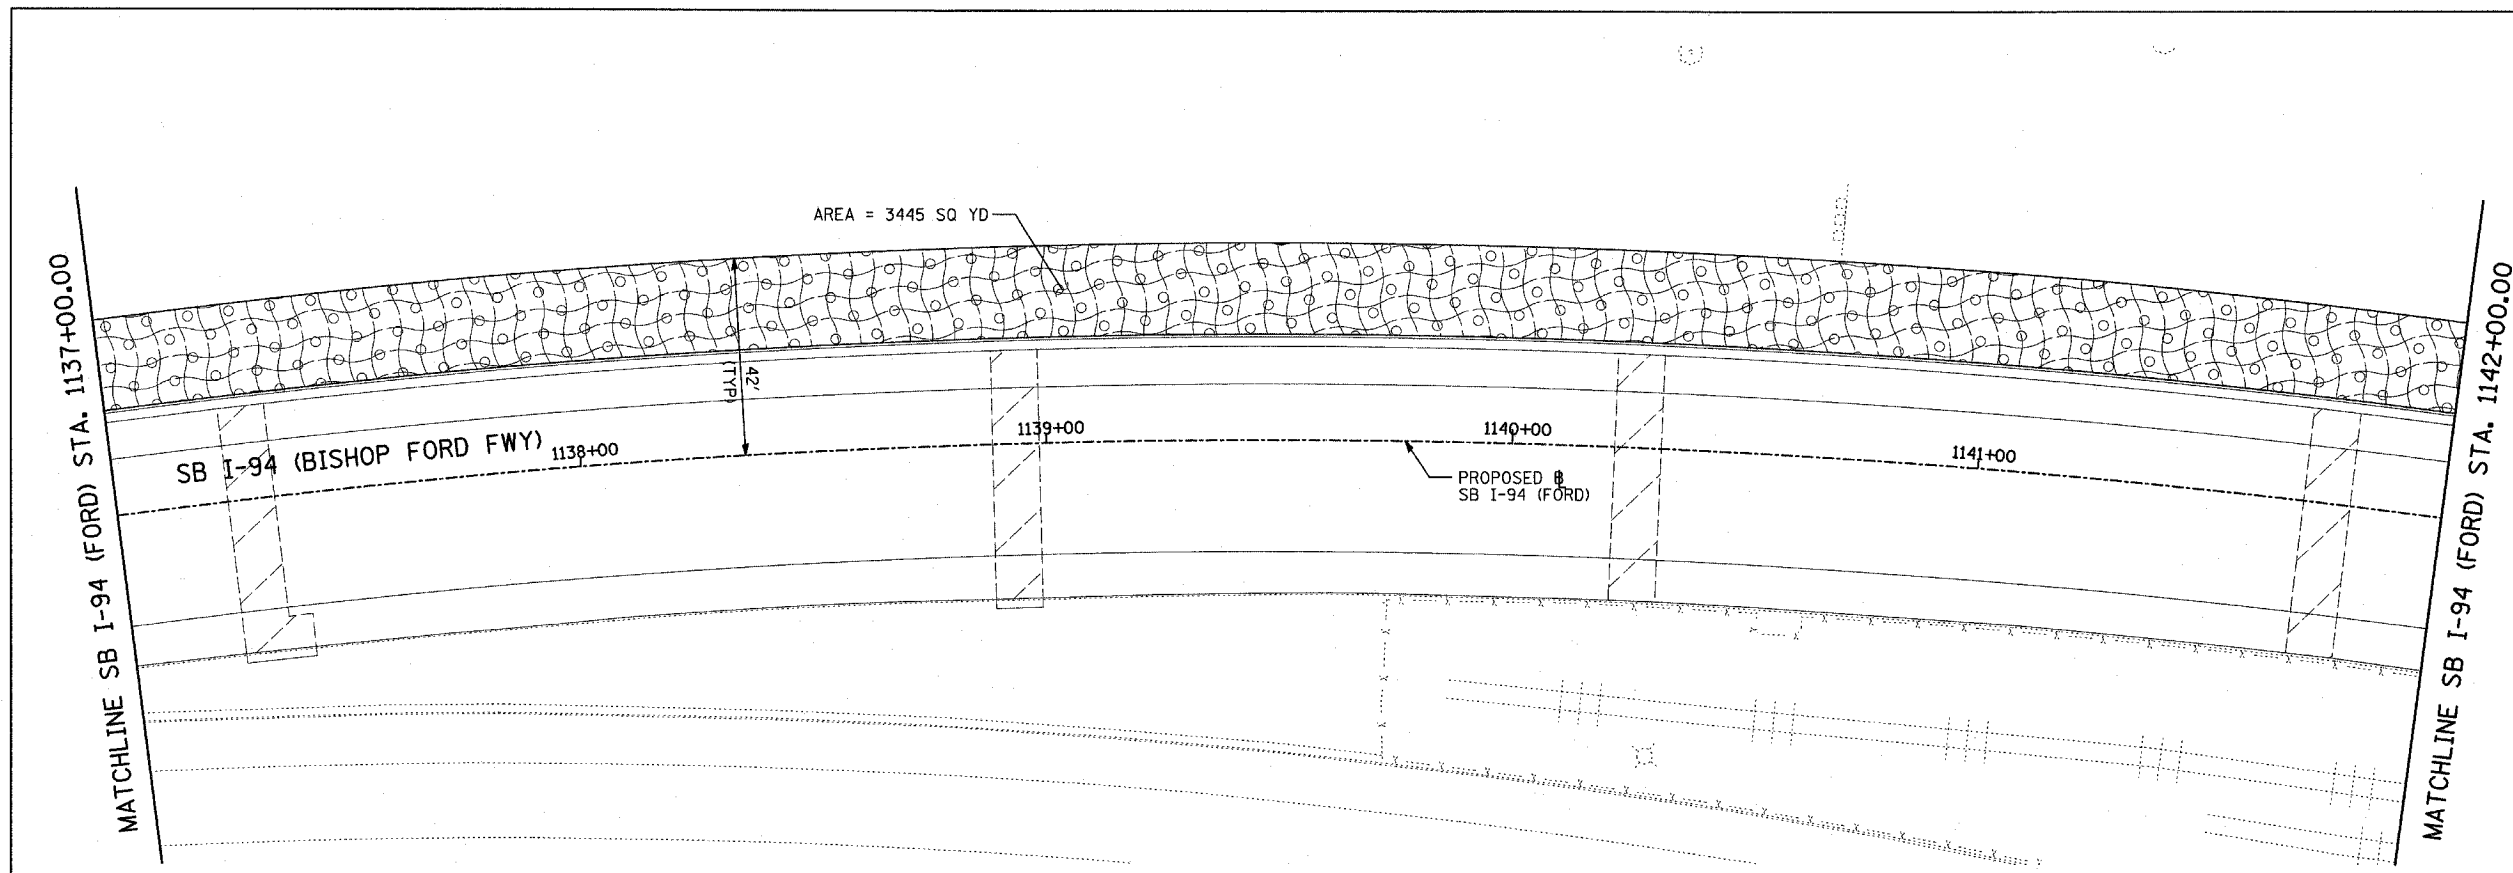 AREA = 3445 SQ YD
MATCHLINE SB I-94 (FORD) STA. 1137+00.00
42'
(TYP)
SB I-94 (BISHOP FORD FWY)
1138+00
1139+00
1140+00
1141+00
PROPOSED ℄
SB I-94 (FORD)
MATCHLINE SB I-94 (FORD) STA. 1142+00.00